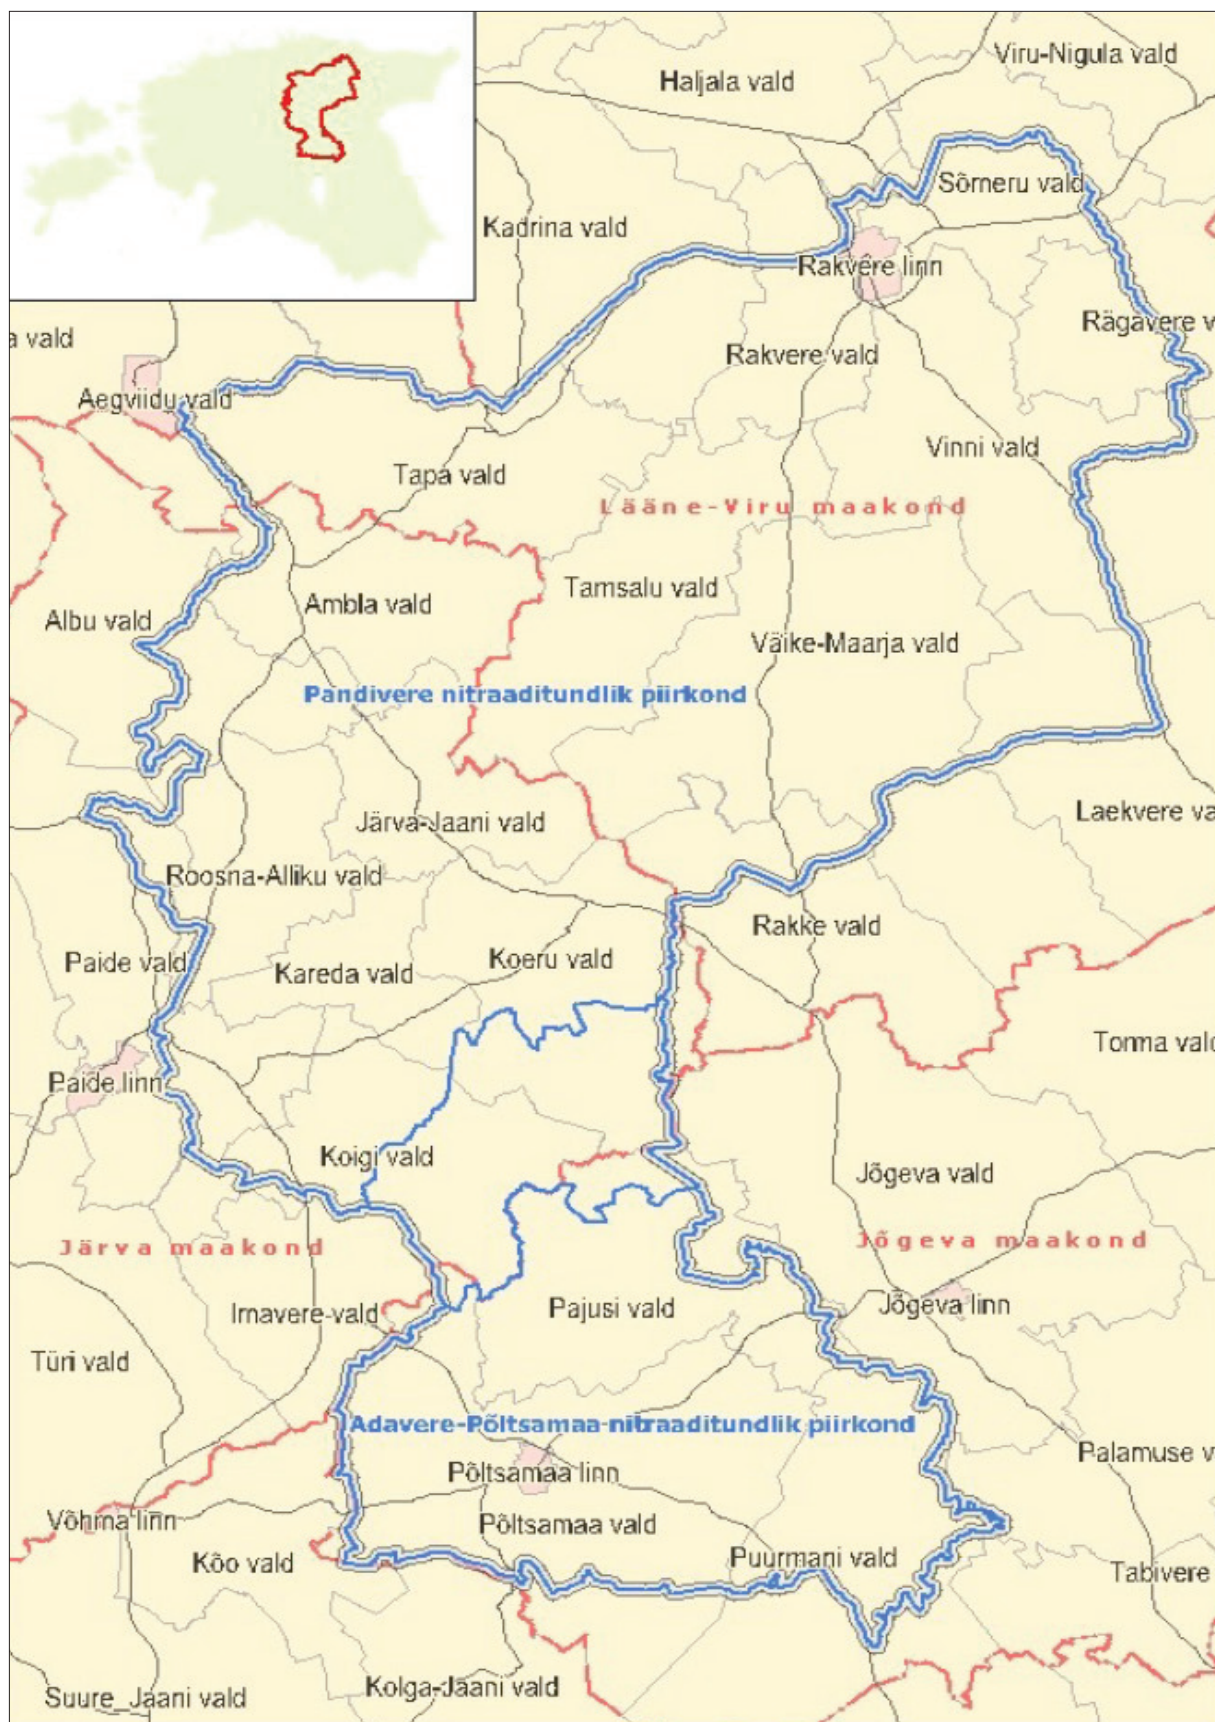 Viru-Nigula vald
Haljala vald
Sõmeru vald
Kadrina vald
Rakvere linn
Rägavere v
a vald
Rakvere vald
Aegviidu vald
Vinni vald
Tapa vald
Lääne-Viru maakond
Tamsalu vald
Ambla vald
Albu vald
Väike-Maarja vald
Pandivere nitraaditundlik piirkond
Laekvere va
Järva-Jaani vald
Roosna-Alliku vald
Rakke vald
Koeru vald
Paide vald
Kareda vald
Torma vald
Paide linn
Koigi vald
Jõgeva vald
Järva maakond
Jõgeva maakond
Imavere vald
Pajusi vald
Jõgeva linn
Türi vald
Adavere-Põltsamaa nitraaditundlik piirkond
Palamuse v
Põltsamaa linn
Võhma linn
Põltsamaa vald
Kõo vald
Puurmani vald
Tabivere
Kolga-Jaani vald
Suure_Jaani vald